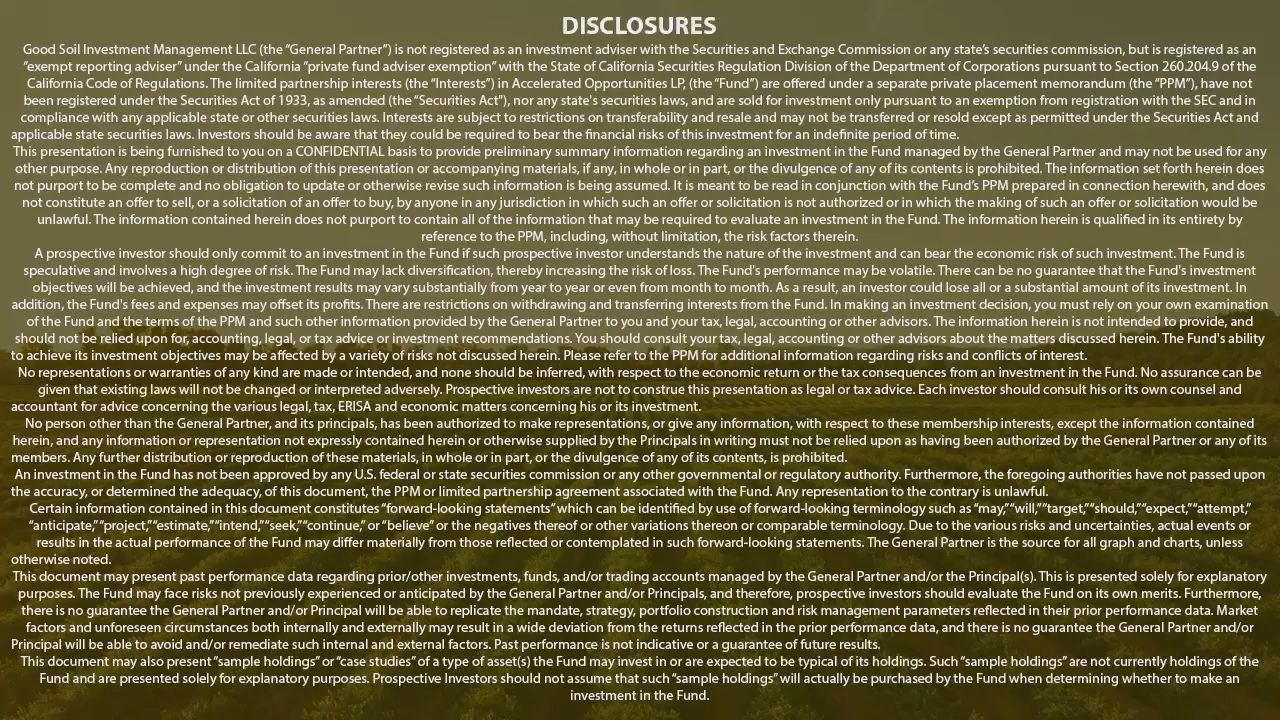 DISCLOSURES
Good Soil Investment Management LLC (the “General Partner”) is not registered as an investment adviser with the Securities and Exchange Commission or any state’s securities commission, but is registered as an
“exempt reporting adviser” under the California “private fund adviser exemption” with the State of California Securities Regulation Division of the Department of Corporations pursuant to Section 260.204.9 of the
California Code of Regulations. The limited partnership interests (the “Interests”) in Accelerated Opportunities LP, (the “Fund”) are offered under a separate private placement memorandum (the “PPM”), have not
been registered under the Securities Act of 1933, as amended (the “Securities Act”), nor any state's securities laws, and are sold for investment only pursuant to an exemption from registration with the SEC and in
compliance with any applicable state or other securities laws. Interests are subject to restrictions on transferability and resale and may not be transferred or resold except as permitted under the Securities Act and
applicable state securities laws. Investors should be aware that they could be required to bear the financial risks of this investment for an indefinite period of time.
This presentation is being furnished to you on a CONFIDENTIAL basis to provide preliminary summary information regarding an investment in the Fund managed by the General Partner and may not be used for any
other purpose. Any reproduction or distribution of this presentation or accompanying materials, if any, in whole or in part, or the divulgence of any of its contents is prohibited. The information set forth herein does
not purport to be complete and no obligation to update or otherwise revise such information is being assumed. It is meant to be read in conjunction with the Fund’s PPM prepared in connection herewith, and does
not constitute an offer to sell, or a solicitation of an offer to buy, by anyone in any jurisdiction in which such an offer or solicitation is not authorized or in which the making of such an offer or solicitation would be
unlawful. The information contained herein does not purport to contain all of the information that may be required to evaluate an investment in the Fund. The information herein is qualified in its entirety by
reference to the PPM, including, without limitation, the risk factors therein.
A prospective investor should only commit to an investment in the Fund if such prospective investor understands the nature of the investment and can bear the economic risk of such investment. The Fund is
speculative and involves a high degree of risk. The Fund may lack diversification, thereby increasing the risk of loss. The Fund's performance may be volatile. There can be no guarantee that the Fund's investment
objectives will be achieved, and the investment results may vary substantially from year to year or even from month to month. As a result, an investor could lose all or a substantial amount of its investment. In
addition, the Fund's fees and expenses may offset its profits. There are restrictions on withdrawing and transferring interests from the Fund. In making an investment decision, you must rely on your own examination
of the Fund and the terms of the PPM and such other information provided by the General Partner to you and your tax, legal, accounting or other advisors. The information herein is not intended to provide, and
should not be relied upon for, accounting, legal, or tax advice or investment recommendations. You should consult your tax, legal, accounting or other advisors about the matters discussed herein. The Fund's ability
to achieve its investment objectives may be affected by a variety of risks not discussed herein. Please refer to the PPM for additional information regarding risks and conflicts of interest.
No representations or warranties of any kind are made or intended, and none should be inferred, with respect to the economic return or the tax consequences from an investment in the Fund. No assurance can be
given that existing laws will not be changed or interpreted adversely. Prospective investors are not to construe this presentation as legal or tax advice. Each investor should consult his or its own counsel and
accountant for advice concerning the various legal, tax, ERISA and economic matters concerning his or its investment.
No person other than the General Partner, and its principals, has been authorized to make representations, or give any information, with respect to these membership interests, except the information contained
herein, and any information or representation not expressly contained herein or otherwise supplied by the Principals in writing must not be relied upon as having been authorized by the General Partner or any of its
members. Any further distribution or reproduction of these materials, in whole or in part, or the divulgence of any of its contents, is prohibited.
An investment in the Fund has not been approved by any U.S. federal or state securities commission or any other governmental or regulatory authority. Furthermore, the foregoing authorities have not passed upon
the accuracy, or determined the adequacy, of this document, the PPM or limited partnership agreement associated with the Fund. Any representation to the contrary is unlawful.
Certain information contained in this document constitutes “forward-looking statements” which can be identified by use of forward-looking terminology such as “may,” “will,” “target,” “should,” “expect,” “attempt,”
“anticipate,” “project,” “estimate,” “intend,” “seek,” “continue,” or “believe” or the negatives thereof or other variations thereon or comparable terminology. Due to the various risks and uncertainties, actual events or
results in the actual performance of the Fund may differ materially from those reflected or contemplated in such forward-looking statements. The General Partner is the source for all graph and charts, unless
otherwise noted.
This document may present past performance data regarding prior/other investments, funds, and/or trading accounts managed by the General Partner and/or the Principal(s). This is presented solely for explanatory
purposes. The Fund may face risks not previously experienced or anticipated by the General Partner and/or Principals, and therefore, prospective investors should evaluate the Fund on its own merits. Furthermore,
there is no guarantee the General Partner and/or Principal will be able to replicate the mandate, strategy, portfolio construction and risk management parameters reflected in their prior performance data. Market
factors and unforeseen circumstances both internally and externally may result in a wide deviation from the returns reflected in the prior performance data, and there is no guarantee the General Partner and/or
Principal will be able to avoid and/or remediate such internal and external factors. Past performance is not indicative or a guarantee of future results.
This document may also present “sample holdings” or “case studies” of a type of asset(s) the Fund may invest in or are expected to be typical of its holdings. Such “sample holdings” are not currently holdings of the
Fund and are presented solely for explanatory purposes. Prospective Investors should not assume that such “sample holdings” will actually be purchased by the Fund when determining whether to make an
investment in the Fund.